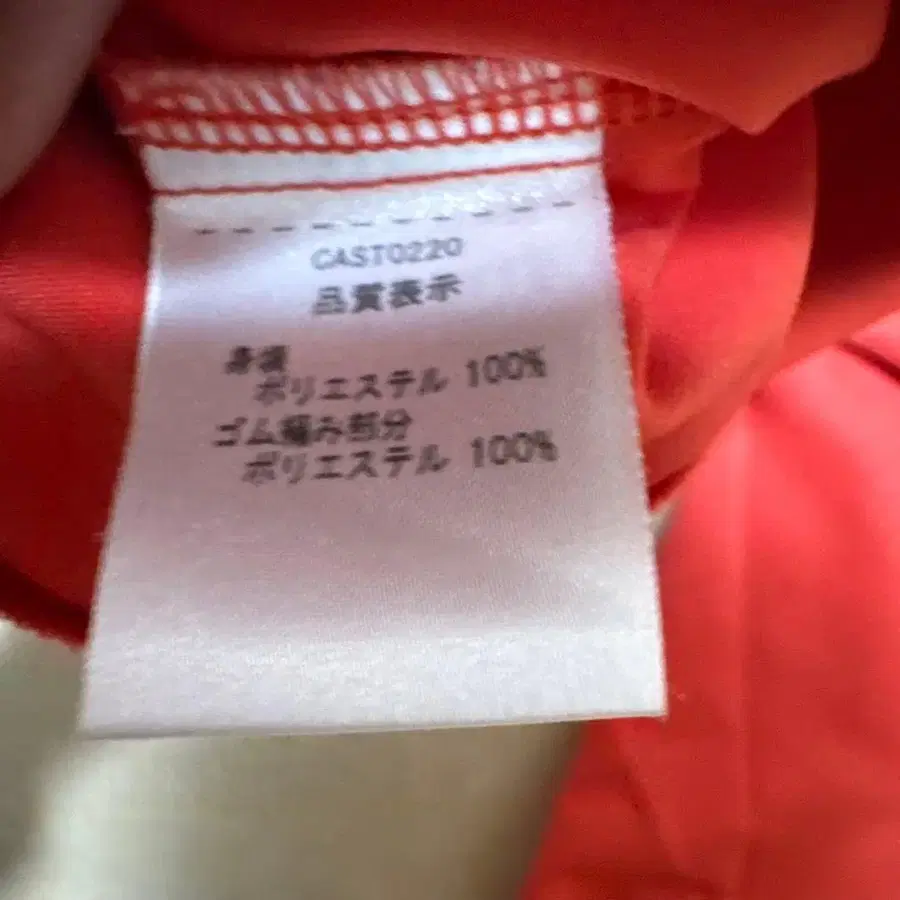 CAST0220
品質表示
身頃
ポリエステル 100%
ゴム編み部分
ポリエステル 100%